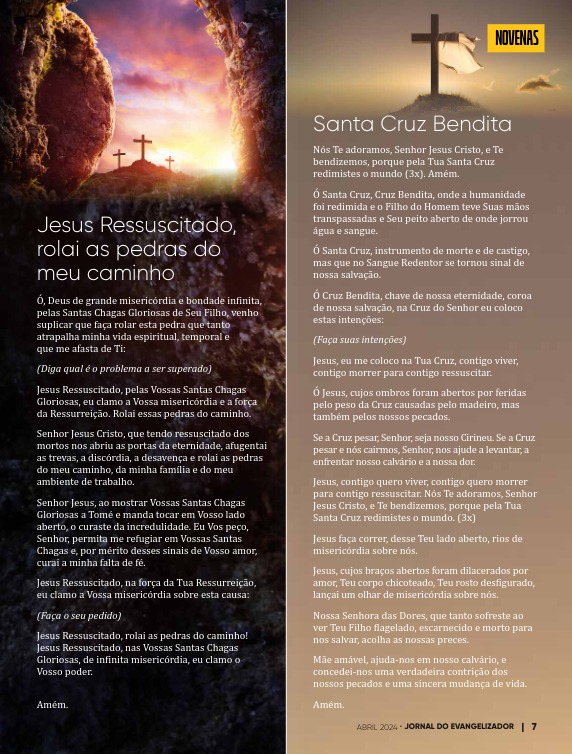 Jesus Ressuscitado,
rolai as pedras do
meu caminho
Ó, Deus de grande misericórdia e bondade infinita,
pelas Santas Chagas Gloriosas de Seu Filho, venho
suplicar que faça rolar esta pedra que tanto
atrapalha minha vida espiritual, temporal e
que me afasta de Ti:
(Diga qual é o problema a ser superado)
Jesus Ressuscitado, pelas Vossas Santas Chagas
Gloriosas, eu clamo a Vossa misericórdia e a força
da Ressurreição. Rolai essas pedras do caminho.
Senhor Jesus Cristo, que tendo ressuscitado dos
mortos nos abriu as portas da eternidade, afugentai
as trevas, a discórdia, a desavença e rolai as pedras
do meu caminho, da minha família e do meu
ambiente de trabalho.
Senhor Jesus, ao mostrar Vossas Santas Chagas
Gloriosas a Tomé e manda tocar em Vosso lado
aberto, o curaste da incredulidade. Eu Vos peço,
Senhor, permita me refugiar em Vossas Santas
Chagas e, por mérito desses sinais de Vosso amor,
curai a minha falta de fé.
Jesus Ressuscitado, na força da Tua Ressurreição,
eu clamo a Vossa misericórdia sobre esta causa:
(Faça o seu pedido)
Jesus Ressuscitado, rolai as pedras do caminho!
Jesus Ressuscitado, nas Vossas Santas Chagas
Gloriosas, de infinita misericórdia, eu clamo o
Vosso poder.
Amém.
NOVENAS
Santa Cruz Bendita
Nós Te adoramos, Senhor Jesus Cristo, e Te
bendizemos, porque pela Tua Santa Cruz
redimistes o mundo (3x). Amém.
Ó Santa Cruz, Cruz Bendita, onde a humanidade
foi redimida e o Filho do Homem teve Suas mãos
transpassadas e Seu peito aberto de onde jorrou
água e sangue.
Ó Santa Cruz, instrumento de morte e de castigo,
mas que no Sangue Redentor se tornou sinal de
nossa salvação.
Ó Cruz Bendita, chave de nossa eternidade, coroa
de nossa salvação, na Cruz do Senhor eu coloco
estas intenções:
(Faça suas intenções)
Jesus, eu me coloco na Tua Cruz, contigo viver,
contigo morrer para contigo ressuscitar.
Ó Jesus, cujos ombros foram abertos por feridas
pelo peso da Cruz causadas pelo madeiro, mas
também pelos nossos pecados.
Se a Cruz pesar, Senhor, seja nosso Cirineu. Se a Cruz
pesar e nós cairmos, Senhor, nos ajude a levantar, a
enfrentar nosso calvário e a nossa dor.
Jesus, contigo quero viver, contigo quero morrer
para contigo ressuscitar. Nós Te adoramos, Senhor
Jesus Cristo, e Te bendizemos, porque pela Tua
Santa Cruz redimistes o mundo. (3x)
Jesus faça correr, desse Teu lado aberto, rios de
misericórdia sobre nós.
Jesus, cujos braços abertos foram dilacerados por
amor, Teu corpo chicoteado, Teu rosto desfigurado,
lançai um olhar de misericórdia sobre nós.
Nossa Senhora das Dores, que tanto sofreste ao
ver Teu Filho flagelado, escarnecido e morto para
nos salvar, acolha as nossas preces.
Mãe amável, ajuda-nos em nosso calvário, e
concedei-nos uma verdadeira contrição dos
nossos pecados e uma sincera mudança de vida.
Amém.
ABRIL 2024 • JORNAL DO EVANGELIZADOR | 7